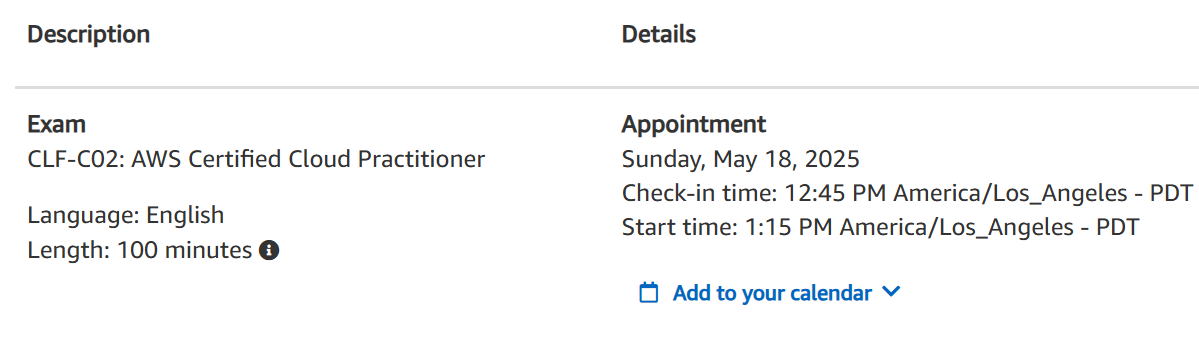 Description
Details
Exam
CLF-C02: AWS Certified Cloud Practitioner
Language: English
Length: 100 minutes
Appointment
Sunday, May 18, 2025
Check-in time: 12:45 PM America/Los_Angeles - PDT
Start time: 1:15 PM America/Los_Angeles - PDT
Add to your calendar